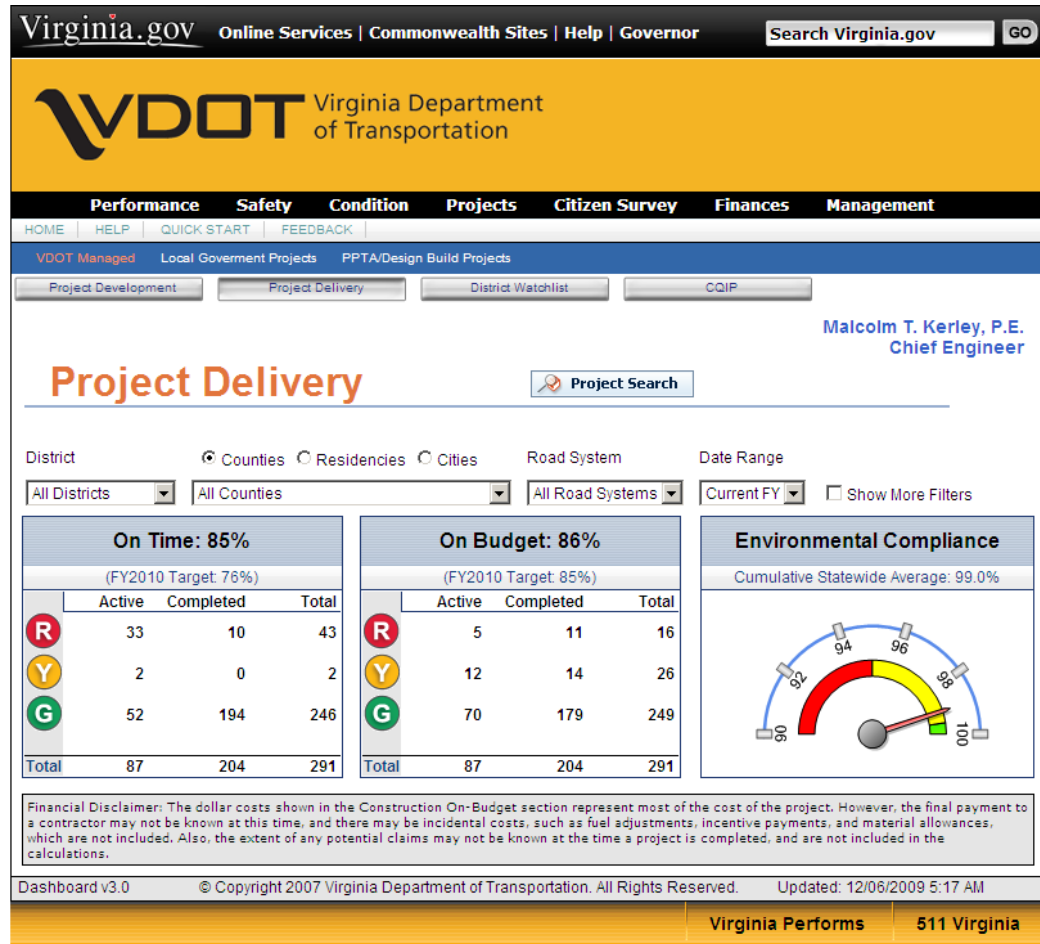 Virginia.gov Online Services | Commonwealth Sites | Help | Governor Search Virginia.gov GO
VDOT Virginia Department
of Transportation
Performance Safety Condition Projects Citizen Survey Finances Management
HOME | HELP | QUICK START | FEEDBACK |
VDOT Managed Local Goverment Projects PPTA/Design Build Projects
Project Development Project Delivery District Watchlist CQIP
Malcolm T. Kerley, P.E.
Chief Engineer
Project Delivery Project Search
District Counties Residencies Cities Road System Date Range
All Districts All Counties All Road Systems Current FY Show More Filters
On Time: 85%
(FY2010 Target: 76%)
Active Completed Total
R 33 10 43
Y 2 0 2
G 52 194 246
Total 87 204 291
On Budget: 86%
(FY2010 Target: 85%)
Active Completed Total
R 5 11 16
Y 12 14 26
G 70 179 249
Total 87 204 291
Environmental Compliance
Cumulative Statewide Average: 99.0%
90 92 94 96 98 100
Financial Disclaimer: The dollar costs shown in the Construction On-Budget section represent most of the cost of the project. However, the final payment to
a contractor may not be known at this time, and there may be incidental costs, such as fuel adjustments, incentive payments, and material allowances,
which are not included. Also, the extent of any potential claims may not be known at the time a project is completed, and are not included in the
calculations.
Dashboard v3.0 © Copyright 2007 Virginia Department of Transportation. All Rights Reserved. Updated: 12/06/2009 5:17 AM
Virginia Performs 511 Virginia